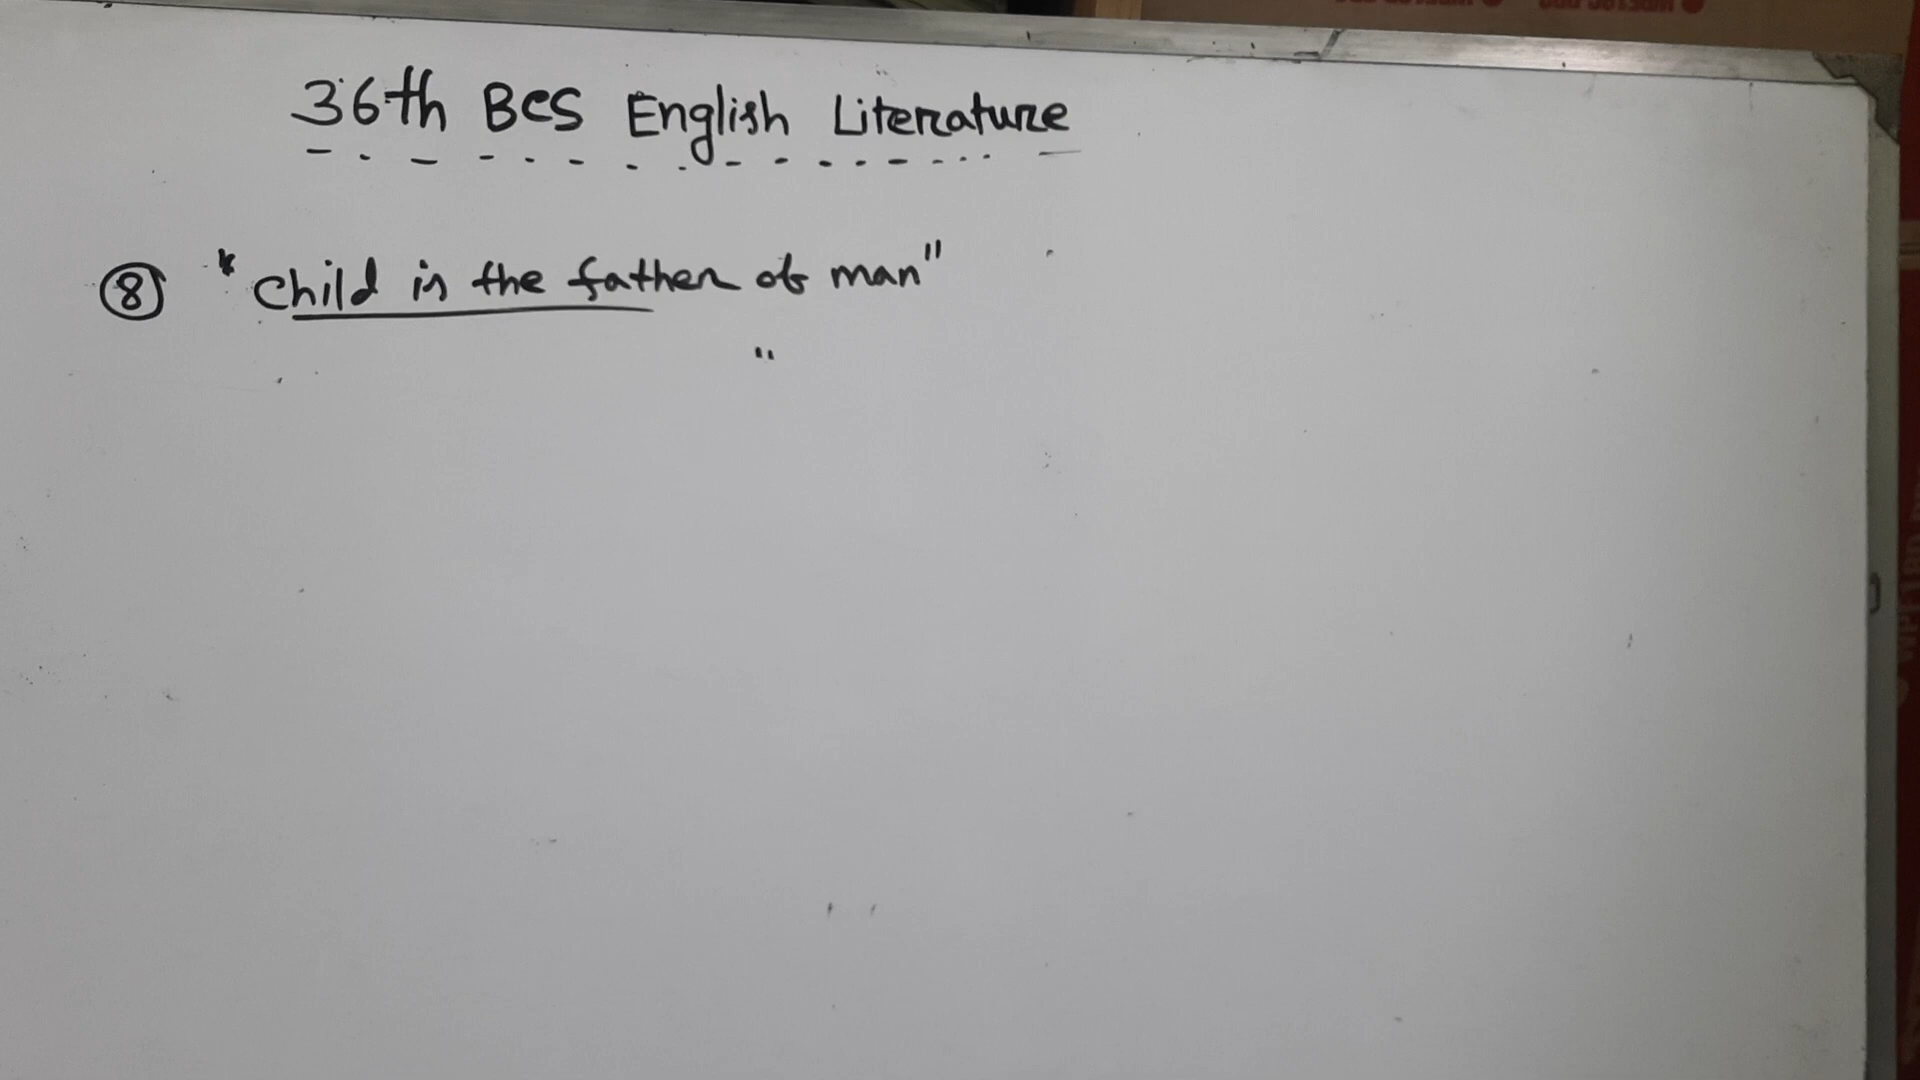 36th BCS English Literature
⑧ "Child is the father of man"
"